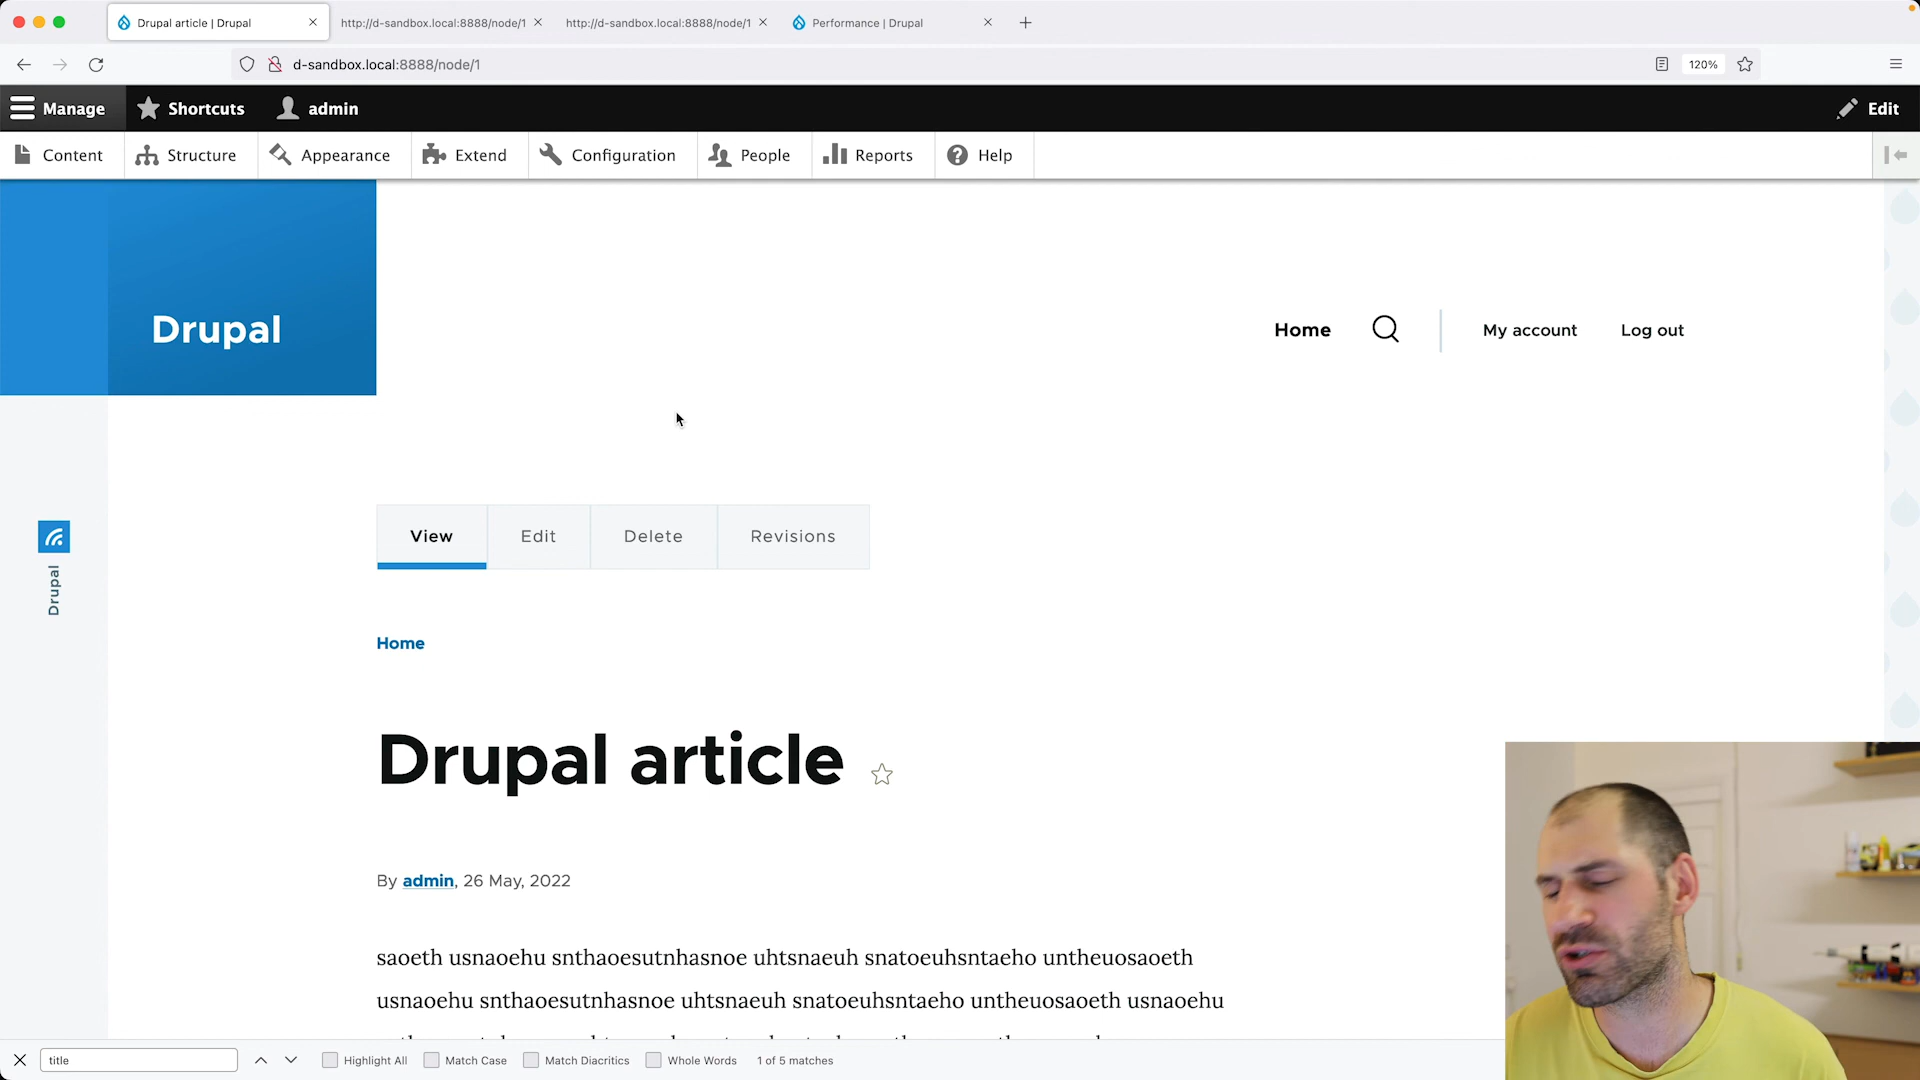 Drupal article | Drupal
http://d-sandbox.local:8888/node/1
http://d-sandbox.local:8888/node/1
Performance | Drupal
d-sandbox.local:8888/node/1
120%
Manage
Shortcuts
admin
Edit
Content
Structure
Appearance
Extend
Configuration
People
Reports
Help
Drupal
Home
My account
Log out
View
Edit
Delete
Revisions
Drupal
Home
Drupal article
By admin, 26 May, 2022
saoeth usnaoehu snthaoesutnhasnoe uhtsnaeuh snatoeuhsntaeho untheuosaoeth
usnaoehu snthaoesutnhasnoe uhtsnaeuh snatoeuhsntaeho untheuosaoeth usnaoehu
title
Highlight All
Match Case
Match Diacritics
Whole Words
1 of 5 matches